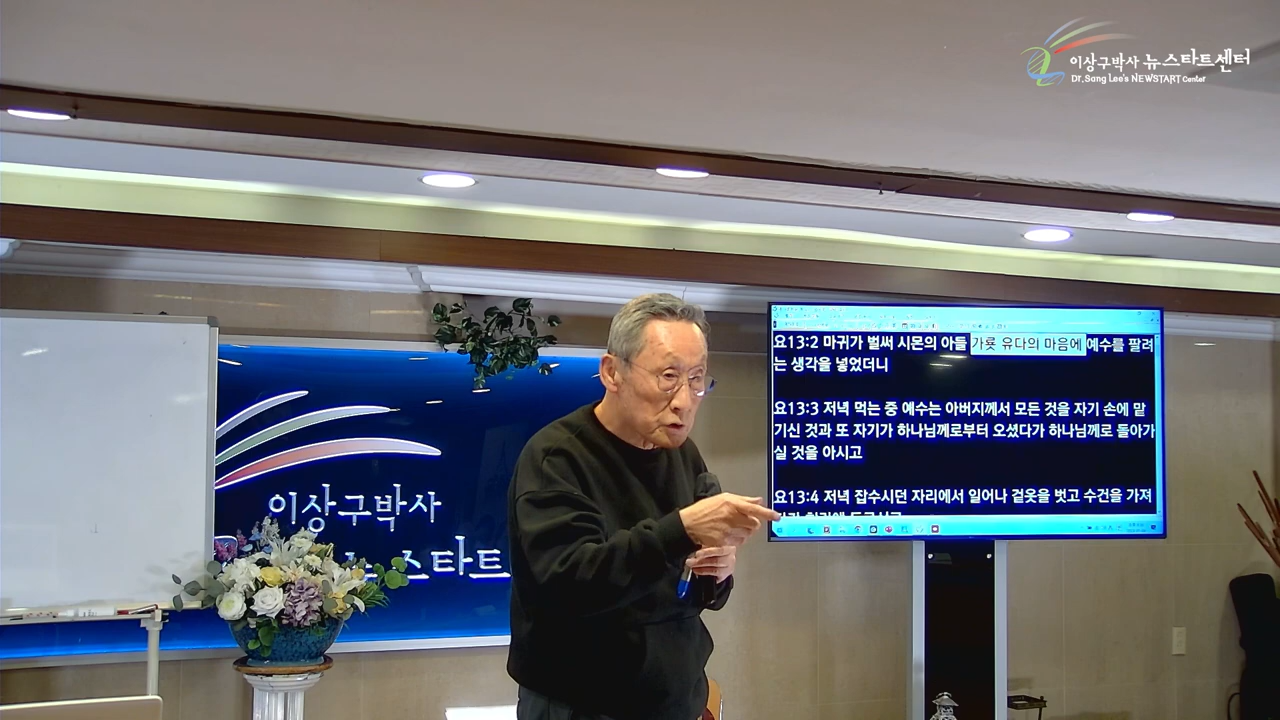 이상구박사 뉴스타트센터
Dr. Sang Lee's NEWSTART Center
이상구박사
뉴스타트
요13:2 마귀가 벌써 시몬의 아들 가룟 유다의 마음에 예수를 팔려
는 생각을 넣었더니
요13:3 저녁 먹는 중 예수는 아버지께서 모든 것을 자기 손에 맡
기신 것과 또 자기가 하나님께로부터 오셨다가 하나님께로 돌아가
실 것을 아시고
요13:4 저녁 잡수시던 자리에서 일어나 겉옷을 벗고 수건을 가져